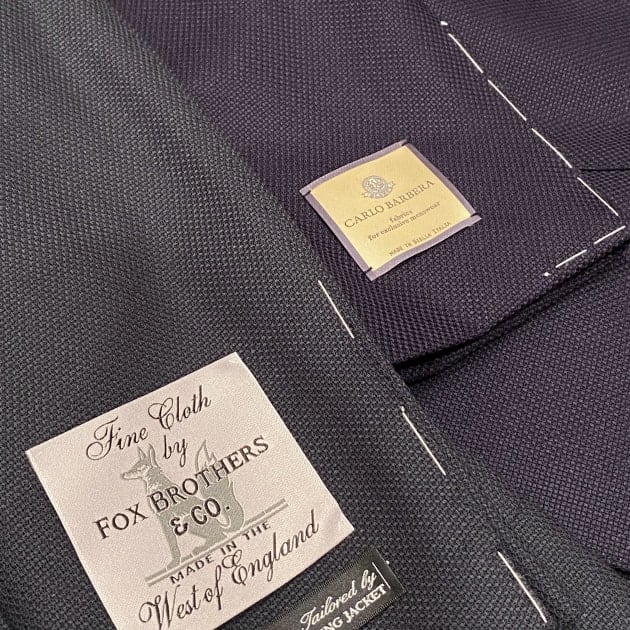 CARLO BARBERA
fabrics
for exclusive menswear
MADE IN BIELLA ITALIA
Fine Cloth
by
FOX BROTHERS
& CO.
MADE IN THE
West of England
Tailored by
JACKET